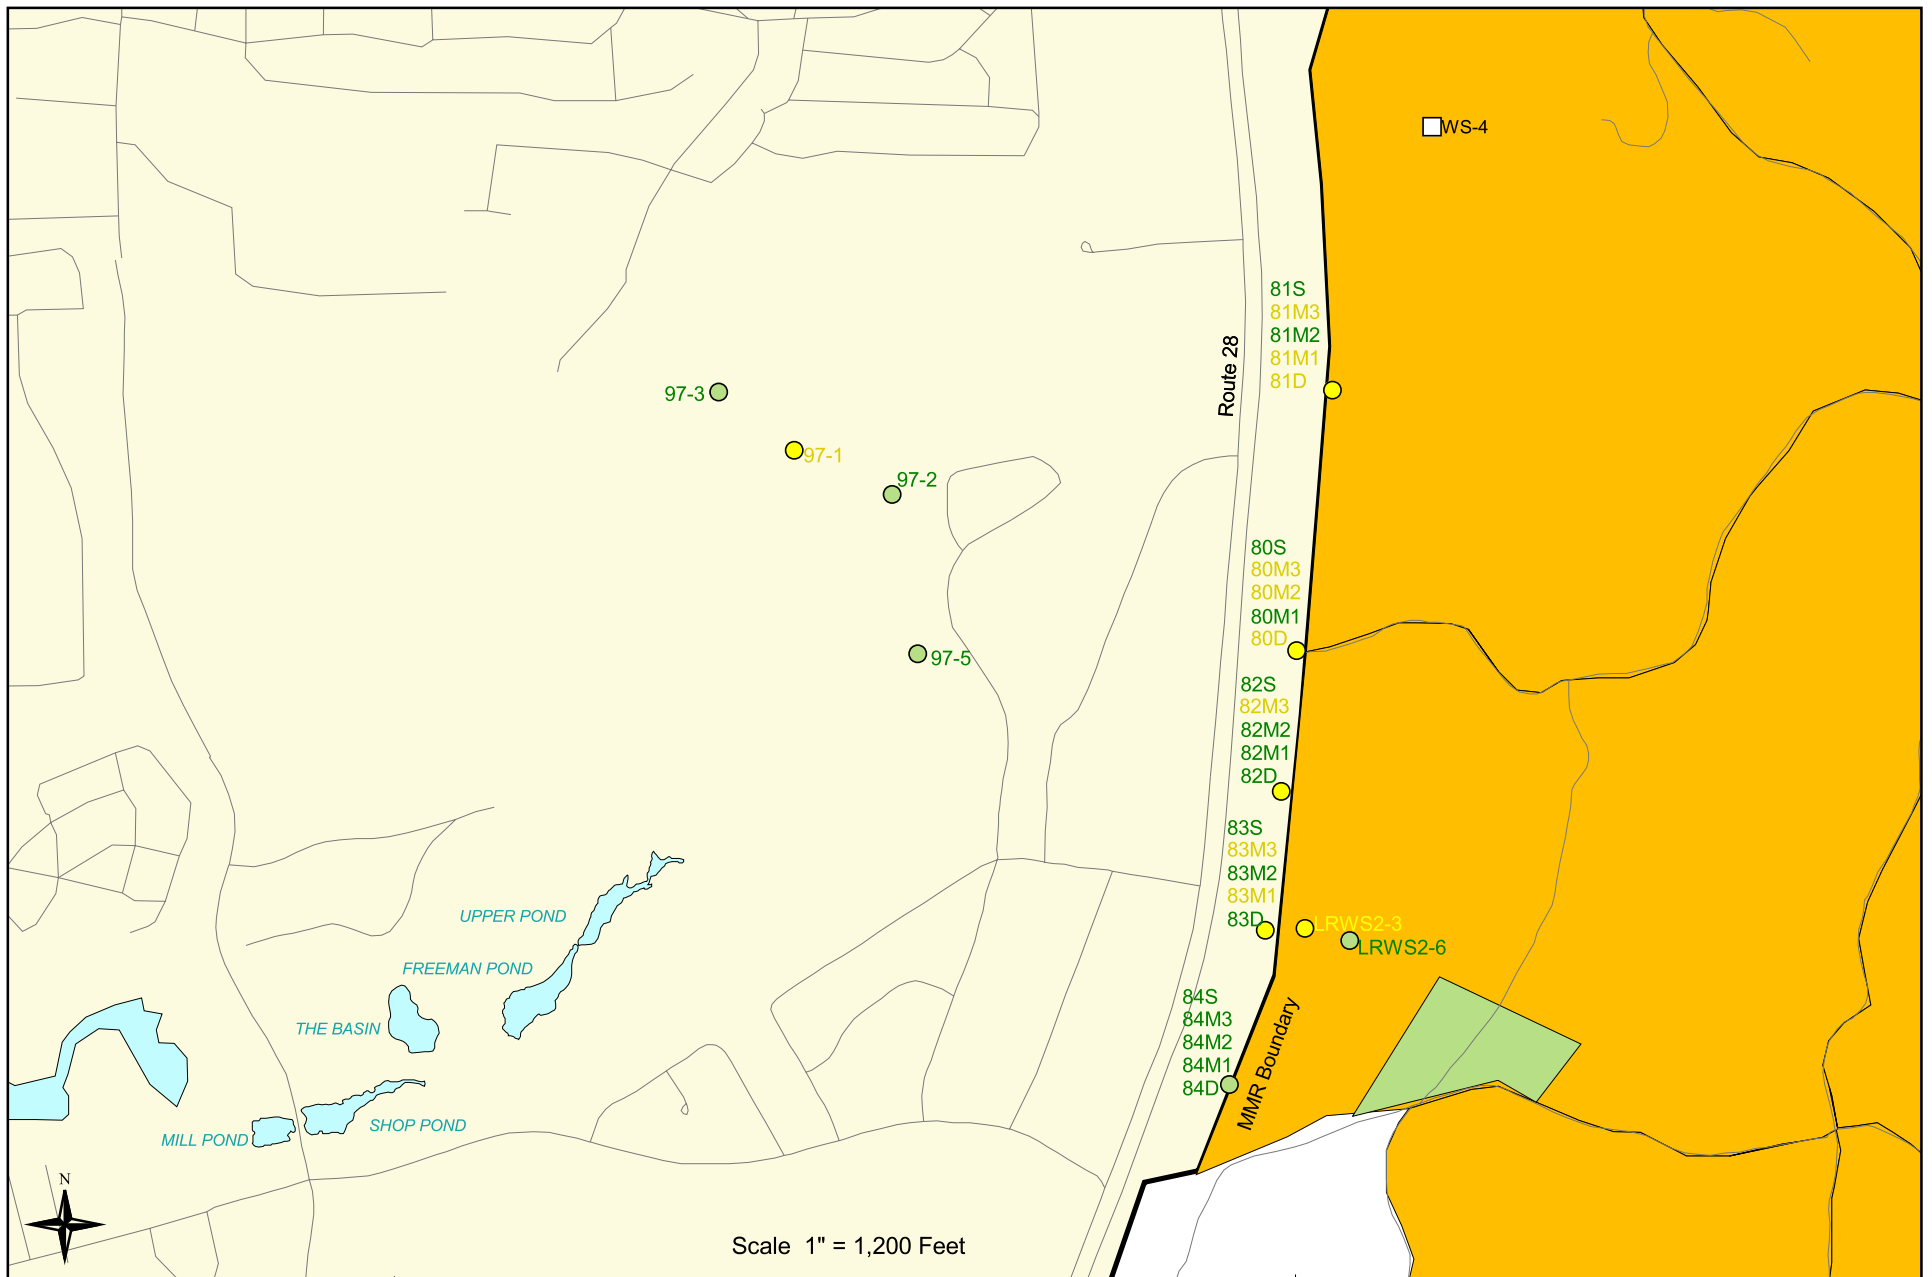 WS-4
81S
81M3
81M2
81M1
81D
Route 28
97-3
97-1
97-2
80S
80M3
80M2
80M1
80D
97-5
82S
82M3
82M2
82M1
82D
83S
83M3
83M2
83M1
83D
LRWS2-3
LRWS2-6
UPPER POND
FREEMAN POND
THE BASIN
84S
84M3
84M2
84M1
84D
MMR Boundary
SHOP POND
MILL POND
N
Scale 1" = 1,200 Feet